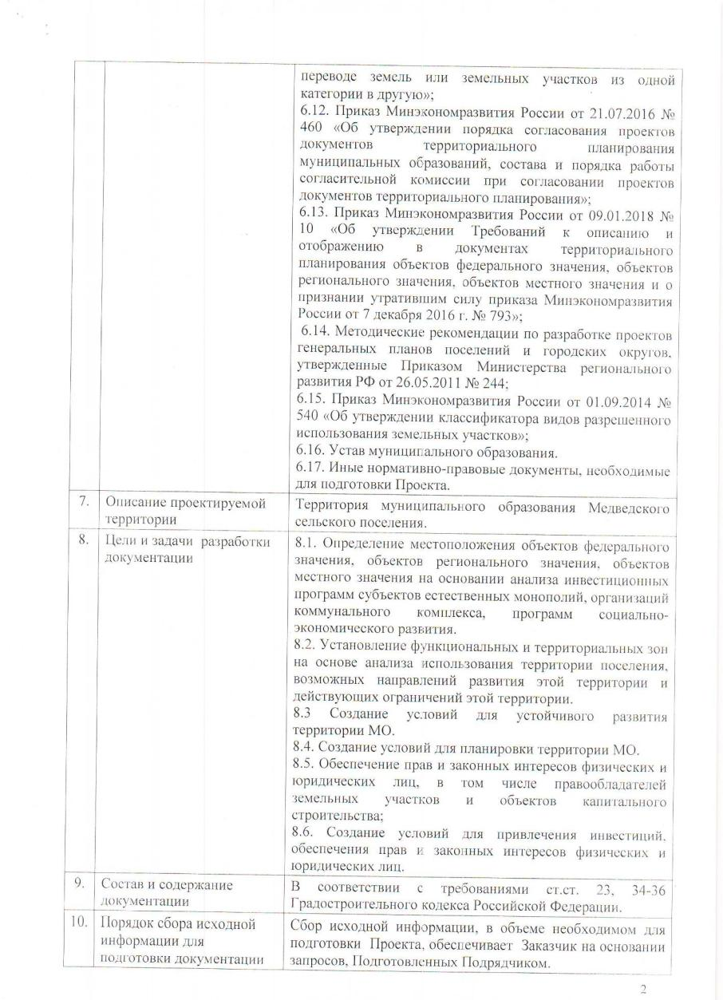 переводе земель или земельных участков из одной
категории в другую»;
6.12. Приказ Минэкономразвития России от 21.07.2016 №
460 «Об утверждении порядка согласования проектов
документов территориального планирования
муниципальных образований, состава и порядка работы
согласительной комиссии при согласовании проектов
документов территориального планирования»;
6.13. Приказ Минэкономразвития России от 09.01.2018 №
10 «Об утверждении Требований к описанию и
отображению в документах территориального
планирования объектов федерального значения, объектов
регионального значения, объектов местного значения и о
признании утратившим силу приказа Минэкономразвития
России от 7 декабря 2016 г. № 793»;
6.14. Методические рекомендации по разработке проектов
генеральных планов поселений и городских округов,
утвержденные Приказом Министерства регионального
развития РФ от 26.05.2011 № 244;
6.15. Приказ Минэкономразвития России от 01.09.2014 №
540 «Об утверждении классификатора видов разрешенного
использования земельных участков»;
6.16. Устав муниципального образования.
6.17. Иные нормативно-правовые документы, необходимые
для подготовки Проекта.
7. Описание проектируемой
территории
Территория муниципального образования Медведского
сельского поселения.
8. Цели и задачи разработки
документации
8.1. Определение местоположения объектов федерального
значения, объектов регионального значения, объектов
местного значения на основании анализа инвестиционных
программ субъектов естественных монополий, организаций
коммунального комплекса, программ социально-
экономического развития.
8.2. Установление функциональных и территориальных зон
на основе анализа использования территории поселения,
возможных направлений развития этой территории и
действующих ограничений этой территории.
8.3 Создание условий для устойчивого развития
территории МО.
8.4. Создание условий для планировки территории МО.
8.5. Обеспечение прав и законных интересов физических и
юридических лиц, в том числе правообладателей
земельных участков и объектов капитального
строительства;
8.6. Создание условий для привлечения инвестиций,
обеспечения прав и законных интересов физических и
юридических лиц.
9. Состав и содержание
документации
В соответствии с требованиями ст.ст. 23, 34-36
Градостроительного кодекса Российской Федерации.
10. Порядок сбора исходной
информации для
подготовки документации
Сбор исходной информации, в объеме необходимом для
подготовки Проекта, обеспечивает Заказчик на основании
запросов, Подготовленных Подрядчиком.
2